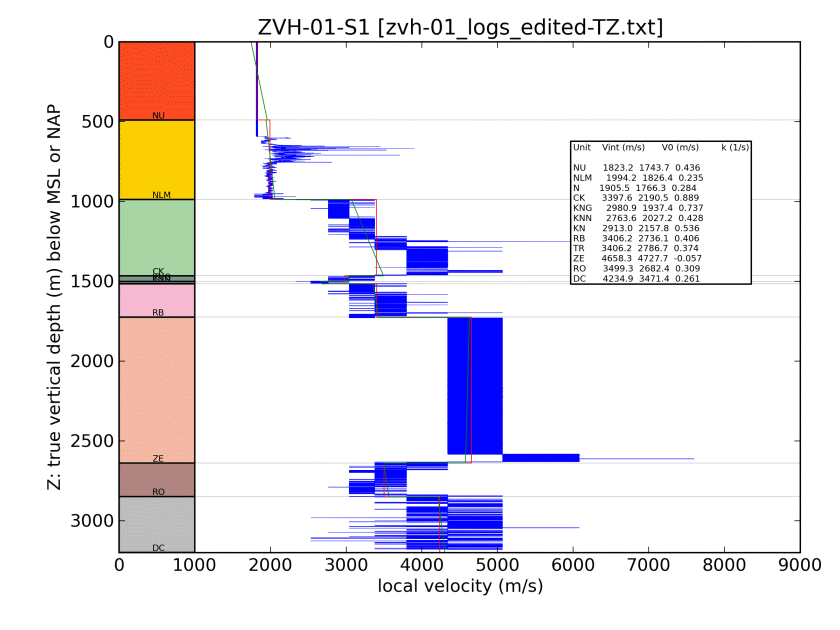 ZVH-01-S1 [zvh-01_logs_edited-TZ.txt]
Z: true vertical depth (m) below MSL or NAP
0
500
1000
1500
2000
2500
3000
NU
NLM
CK
RB
ZE
RO
DC
Unit Vint (m/s) V0 (m/s) k (1/s)
NU 1823.2 1743.7 0.436
NLM 1994.2 1826.4 0.235
N 1905.5 1766.3 0.284
CK 3397.6 2190.5 0.889
KNG 2980.9 1937.4 0.737
KNN 2763.6 2027.2 0.428
KN 2913.0 2157.8 0.536
RB 3406.2 2736.1 0.406
TR 3406.2 2786.7 0.374
ZE 4658.3 4727.7 -0.057
RO 3499.3 2682.4 0.309
DC 4234.9 3471.4 0.261
0 1000 2000 3000 4000 5000 6000 7000 8000 9000
local velocity (m/s)